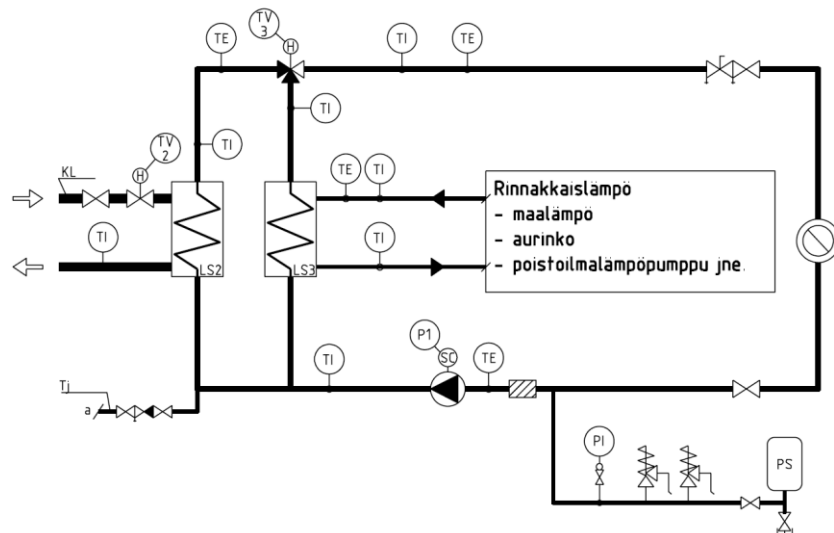 TV
3
H
TE
TI
TE
TI
TV
2
H
TI
KL
TE
TI
Rinnakkaislämpö
- maalämpö
- aurinko
- poistoilmalämpöpumppu jne.
TI
TI
LS2
LS3
P1
SC
TI
TE
Tj
a
PI
PS